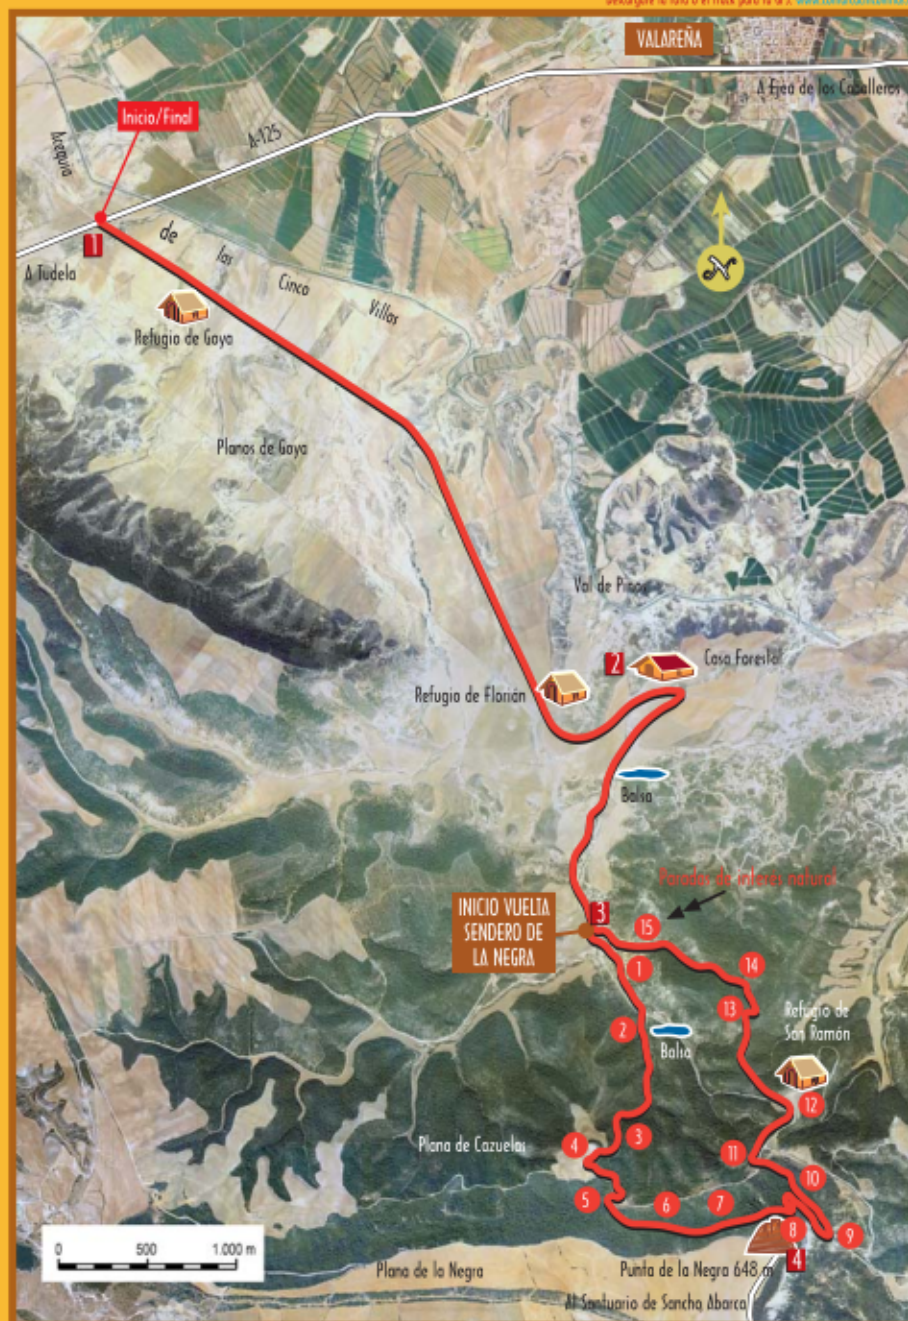 VALAREÑA
A Ejea de los Caballeros
Inicio/Final
A-125
Acequia
de
las
Cinco
Villas
1
A Tudela
Refugio de Goya
Planos de Goya
Val de Pinos
2
Casa Forestal
Refugio de Florián
Balsa
Paradas de interés natural
INICIO VUELTA
SENDERO DE
LA NEGRA
3
15
1
14
13
2
Balsa
Refugio de
San Ramón
12
3
4
Plana de Cazuelas
11
10
5
6
7
8
9
0 500 1.000 m
Plana de la Negra
Punta de la Negra 648 m
4
Al Santuario de Sancho Abarca